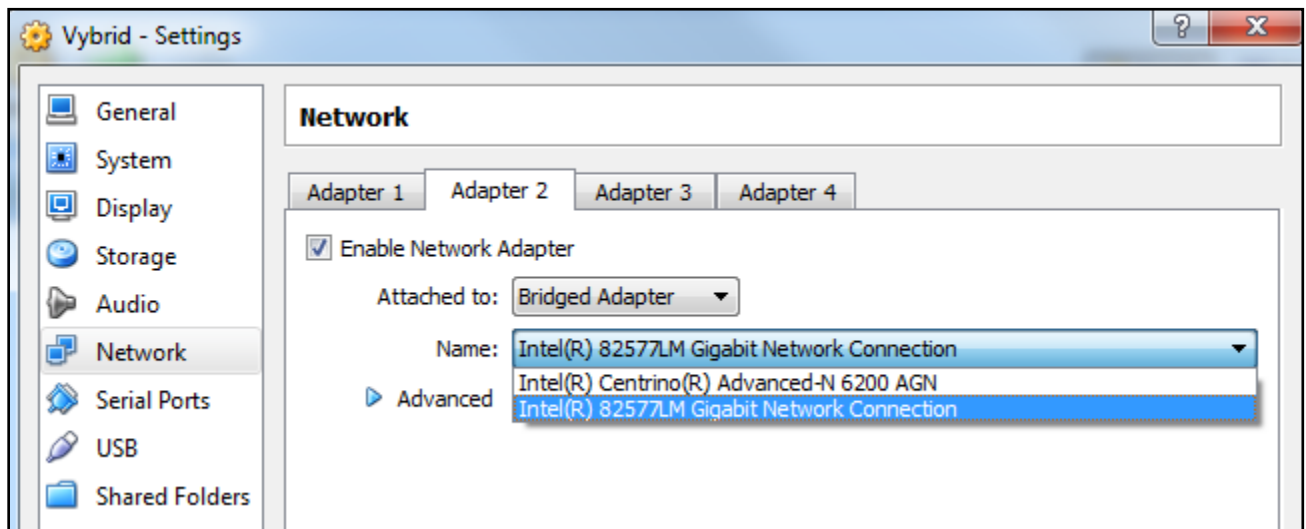 Vybrid - Settings
?
General
System
Display
Storage
Audio
Network
Serial Ports
USB
Shared Folders
Network
Adapter 1
Adapter 2
Adapter 3
Adapter 4
Enable Network Adapter
Attached to: Bridged Adapter
Name: Intel(R) 82577LM Gigabit Network Connection
Intel(R) Centrino(R) Advanced-N 6200 AGN
Intel(R) 82577LM Gigabit Network Connection
Advanced